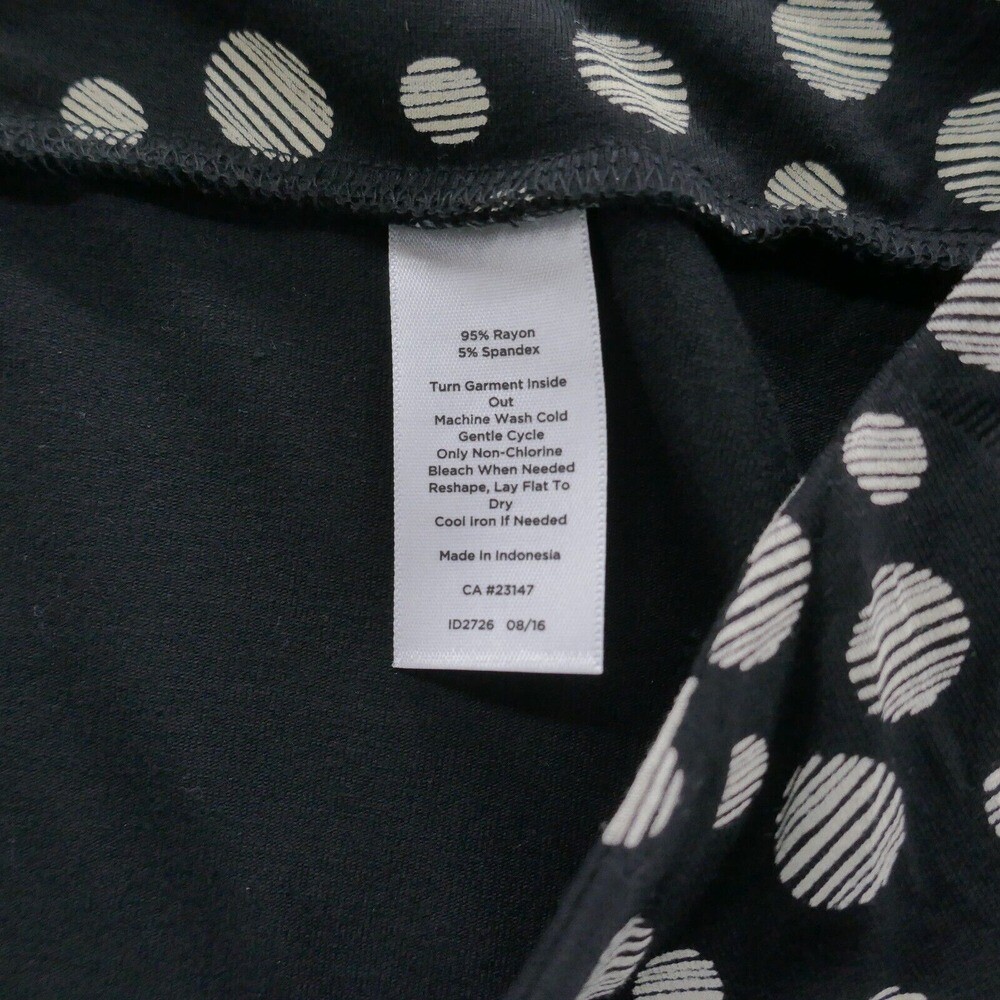 95% Rayon
5% Spandex
Turn Garment Inside
Out
Machine Wash Cold
Gentle Cycle
Only Non-Chlorine
Bleach When Needed
Reshape, Lay Flat To
Dry
Cool Iron If Needed
Made In Indonesia
CA #23147
ID2726 08/16